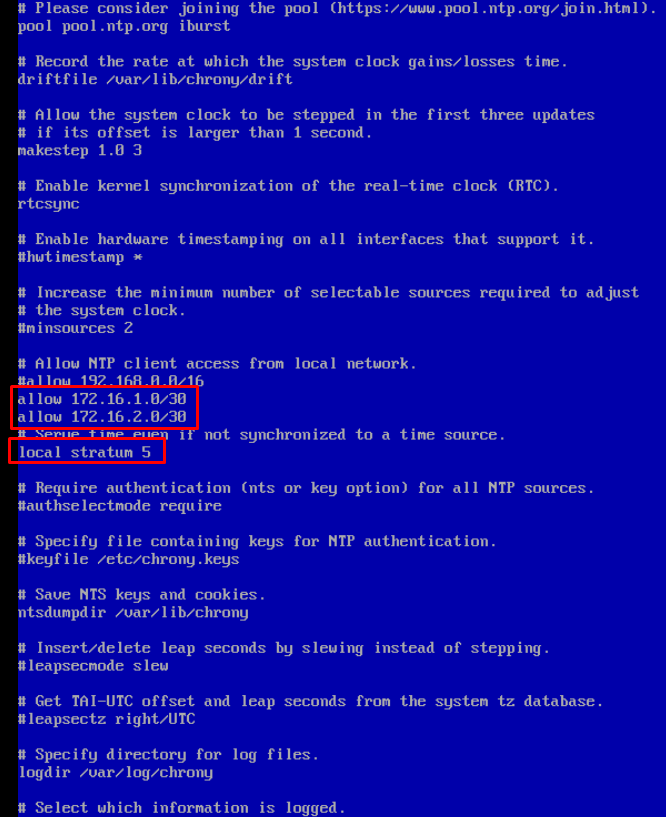 # Please consider joining the pool (https://www.pool.ntp.org/join.html).
pool pool.ntp.org iburst
# Record the rate at which the system clock gains/losses time.
driftfile /var/lib/chrony/drift
# Allow the system clock to be stepped in the first three updates
# if its offset is larger than 1 second.
makestep 1.0 3
# Enable kernel synchronization of the real-time clock (RTC).
rtcsync
# Enable hardware timestamping on all interfaces that support it.
#hwtimestamp *
# Increase the minimum number of selectable sources required to adjust
# the system clock.
#minsources 2
# Allow NTP client access from local network.
#allow 192.168.0.0/16
allow 172.16.1.0/30
allow 172.16.2.0/30
# Serve time even if not synchronized to a time source.
local stratum 5
# Require authentication (nts or key option) for all NTP sources.
#authselectmode require
# Specify file containing keys for NTP authentication.
#keyfile /etc/chrony.keys
# Save NTS keys and cookies.
ntsdumpdir /var/lib/chrony
# Insert/delete leap seconds by slewing instead of stepping.
#leapsecmode slew
# Get TAI-UTC offset and leap seconds from the system tz database.
#leapsectz right/UTC
# Specify directory for log files.
logdir /var/log/chrony
# Select which information is logged.